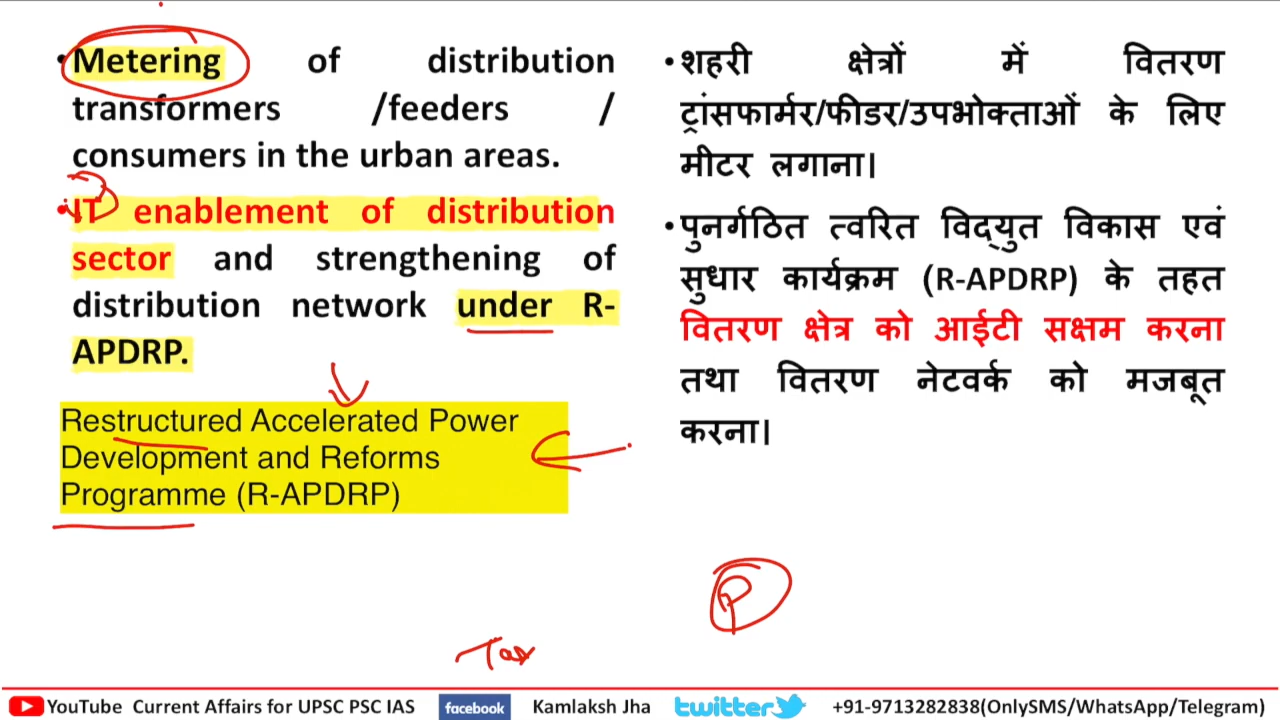 •Metering of distribution
transformers /feeders /
consumers in the urban areas.
•IT enablement of distribution
sector and strengthening of
distribution network under R-
APDRP.
Restructured Accelerated Power
Development and Reforms
Programme (R-APDRP)
•शहरी क्षेत्रों में वितरण
ट्रांसफार्मर/फीडर/उपभोक्ताओं के लिए
मीटर लगाना।
•पुनर्गठित त्वरित विद्युत विकास एवं
सुधार कार्यक्रम (R-APDRP) के तहत
वितरण क्षेत्र को आईटी सक्षम करना
तथा वितरण नेटवर्क को मजबूत
करना।
P
Tax
YouTube Current Affairs for UPSC PSC IAS facebook Kamlaksh Jha twitter +91-9713282838(OnlySMS/WhatsApp/Telegram)